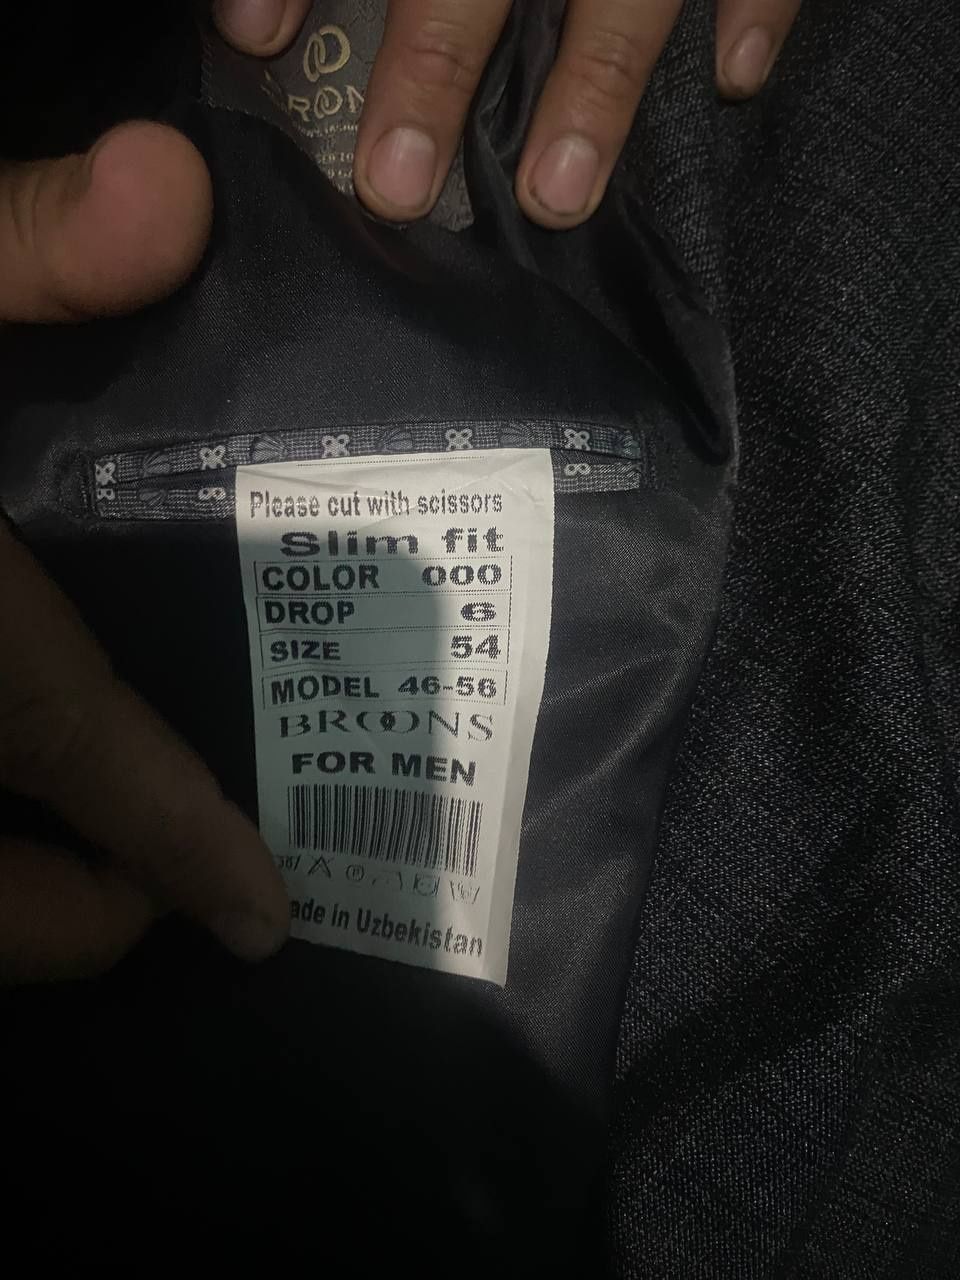 Please cut with scissors
Slim fit
COLOR 000
DROP 6
SIZE 54
MODEL 46-56
BROONS
FOR MEN
Uzbekistan
in